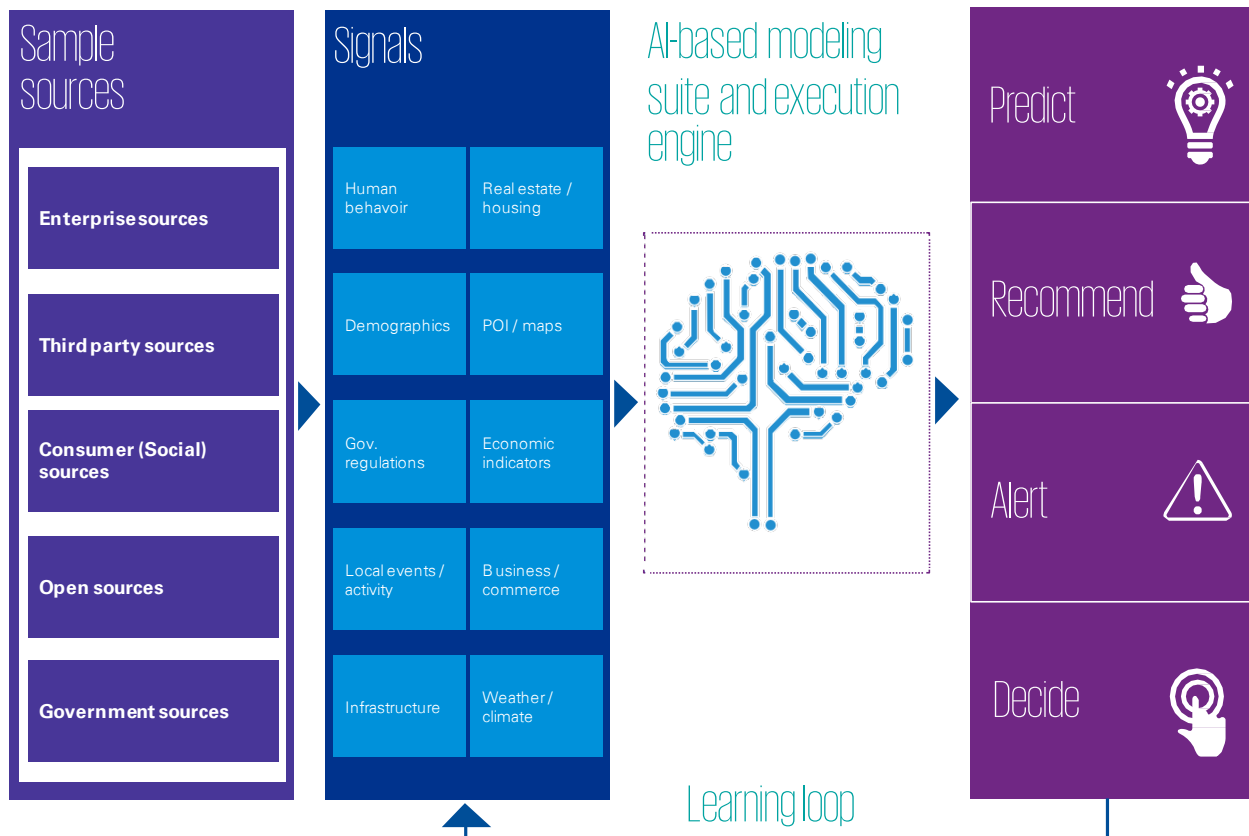 Sample
sources
Enterprise sources
Third party sources
Consumer (Social)
sources
Open sources
Government sources
Signals
Human
behavoir
Real estate /
housing
Demographics
POI / maps
Gov.
regulations
Economic
indicators
Local events /
activity
Business /
commerce
Infrastructure
Weather /
climate
AI-based modeling
suite and execution
engine
Learning loop
Predict
Recommend
Alert
Decide